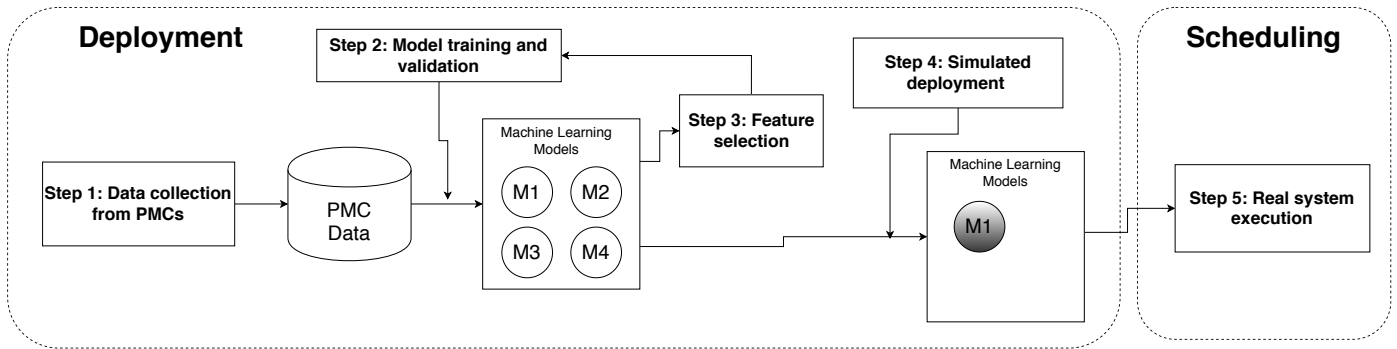 Deployment
Step 1: Data collection
from PMCs
PMC
Data
Step 2: Model training and
validation
Machine Learning
Models
M1
M2
M3
M4
Step 3: Feature
selection
Step 4: Simulated
deployment
Machine Learning
Models
M1
Scheduling
Step 5: Real system
execution